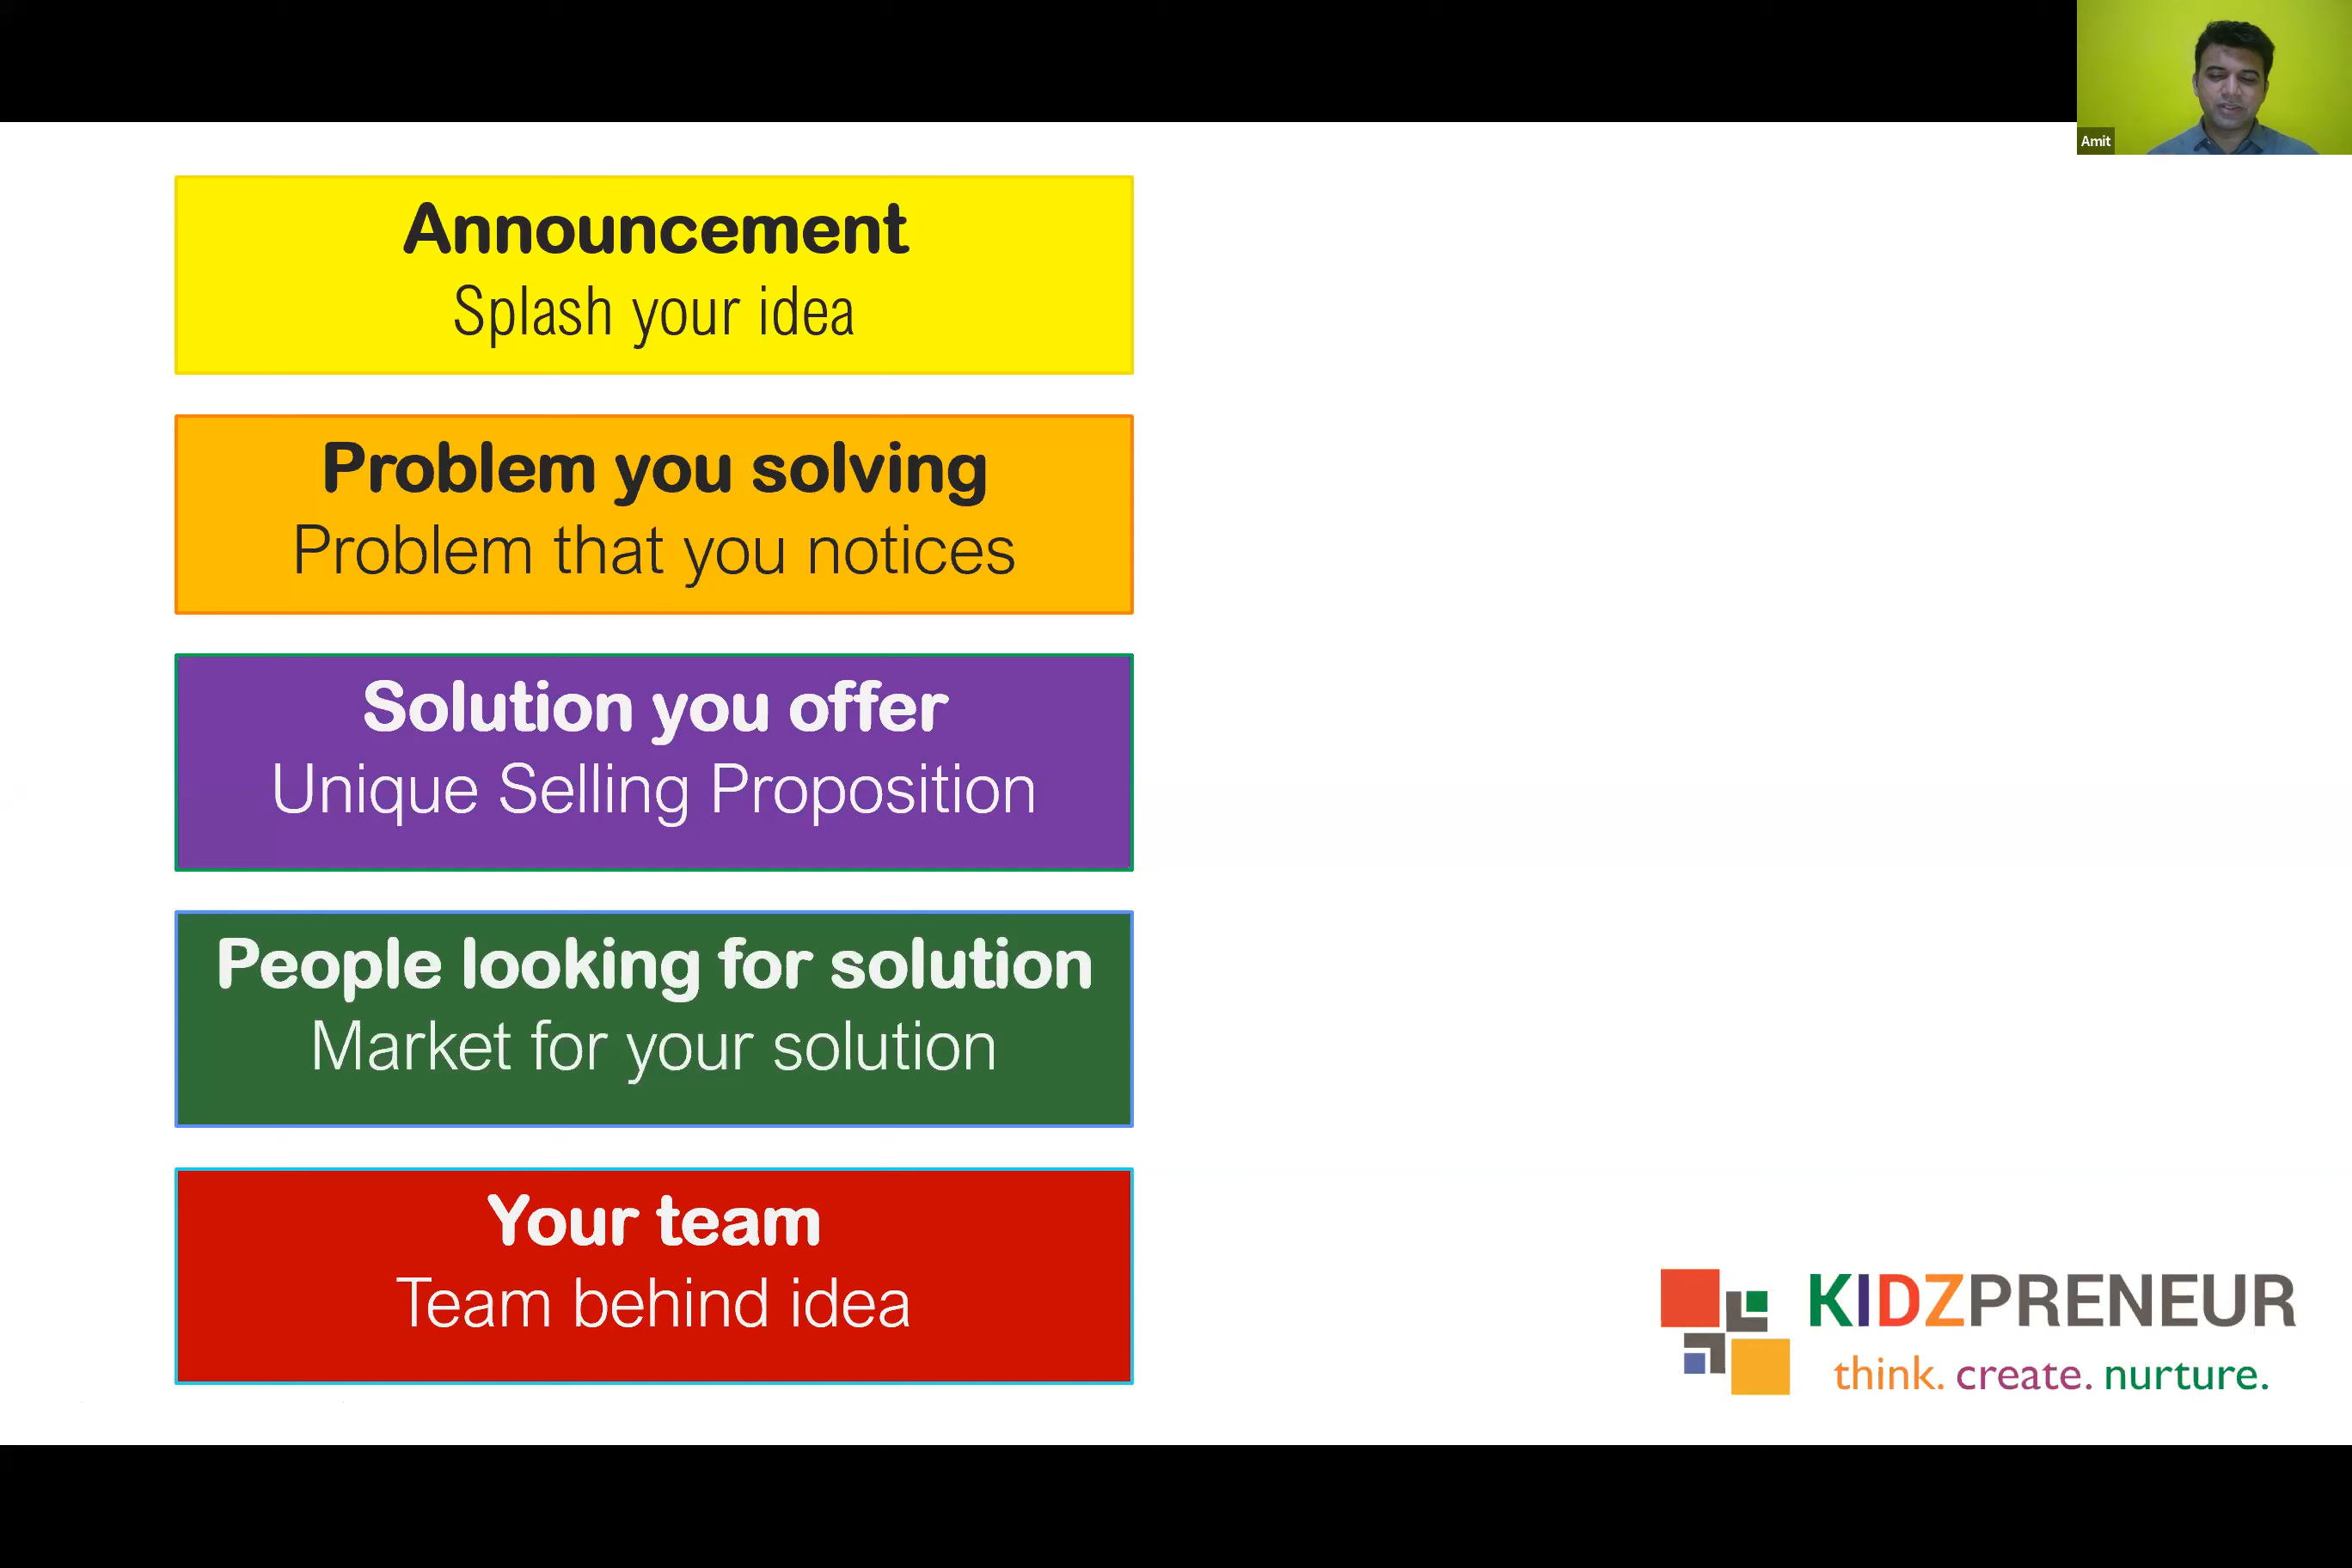 Amit
Announcement
Splash your idea
Problem you solving
Problem that you notices
Solution you offer
Unique Selling Proposition
People looking for solution
Market for your solution
Your team
Team behind idea
KIDZPRENEUR
think. create. nurture.